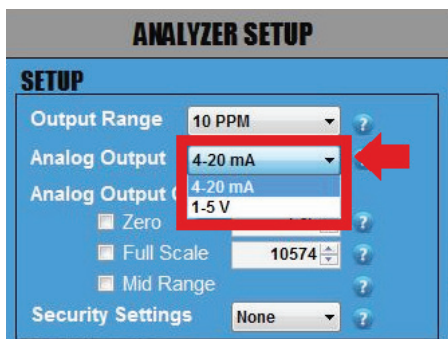 ANALYZER SETUP
SETUP
Output Range 10 PPM ?
Analog Output 4-20 mA
4-20 mA
Analog Output
1-5 V
Zero ?
Full Scale 10574 ?
Mid Range ?
Security Settings None ?